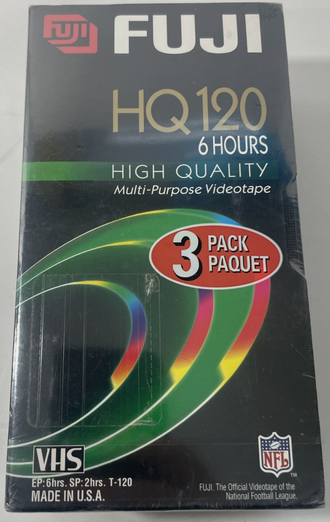 FUJI
FUJI
HQ 120
6 HOURS
HIGH QUALITY
Multi-Purpose Videotape
3 PACK
PAQUET
VHS
EP: 6hrs. SP: 2hrs. T-120
MADE IN U.S.A.
NFL
TM
FUJI. The Official Videotape of the
National Football League.